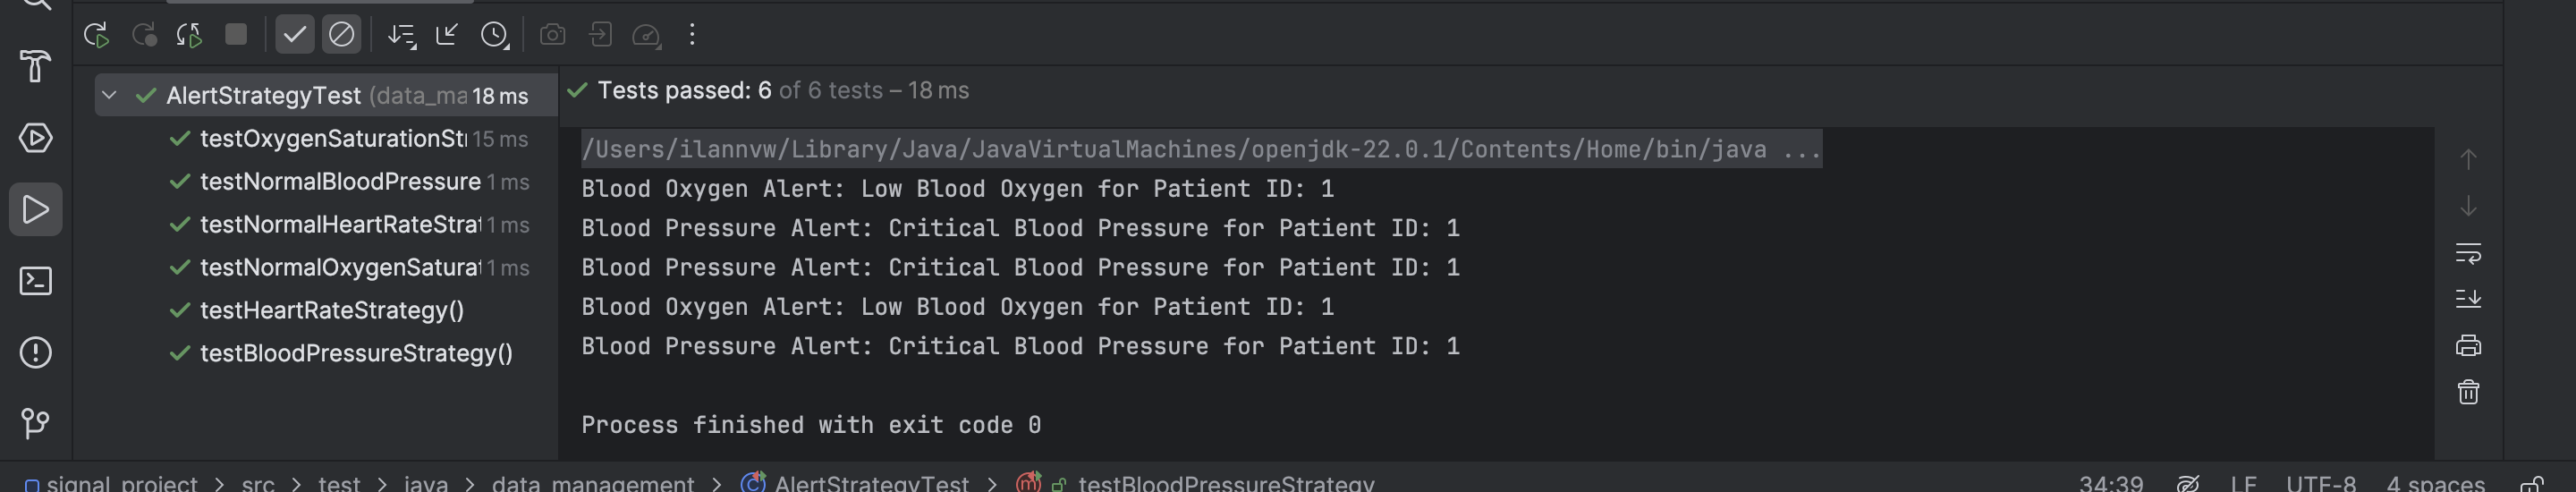 AlertStrategyTest (data_ma 18 ms
testOxygenSaturationStr 15 ms
testNormalBloodPressure 1 ms
testNormalHeartRateStrat 1 ms
testNormalOxygenSaturat 1 ms
testHeartRateStrategy()
testBloodPressureStrategy()
Tests passed: 6 of 6 tests – 18 ms
/Users/ilannvw/Library/Java/JavaVirtualMachines/openjdk-22.0.1/Contents/Home/bin/java ...
Blood Oxygen Alert: Low Blood Oxygen for Patient ID: 1
Blood Pressure Alert: Critical Blood Pressure for Patient ID: 1
Blood Pressure Alert: Critical Blood Pressure for Patient ID: 1
Blood Oxygen Alert: Low Blood Oxygen for Patient ID: 1
Blood Pressure Alert: Critical Blood Pressure for Patient ID: 1
Process finished with exit code 0
signal_project > src > test > java > data_management > AlertStrategyTest > testBloodPressureStrategy 34:39 LF UTF-8 4 spaces